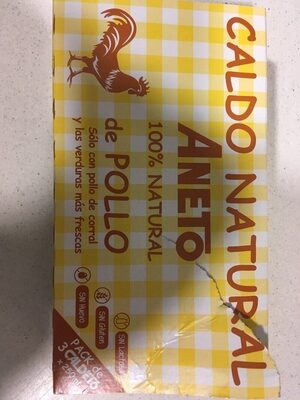 CALDO NATURAL
ANETO
100% NATURAL
de POLLO
Sólo con pollo de corral
y las verduras más frescas
Sin Huevo
Sin Gluten
Sin Lactosa
PACK de
3 CALDITO